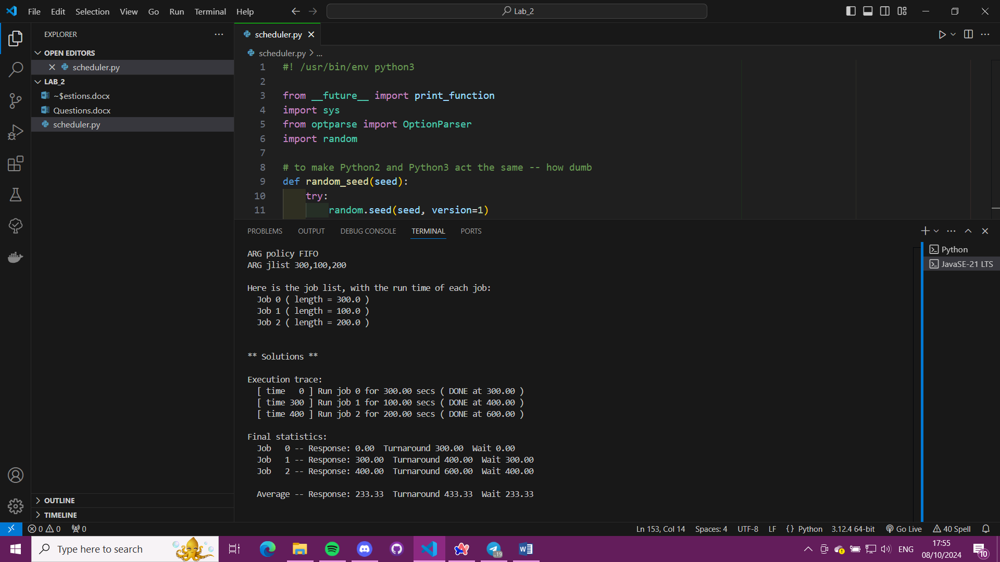 File Edit Selection View Go Run Terminal Help
Lab_2
EXPLORER
OPEN EDITORS
scheduler.py
LAB_2
~$estions.docx
Questions.docx
scheduler.py
OUTLINE
TIMELINE
scheduler.py
scheduler.py > ...
1 #! /usr/bin/env python3
2
3 from __future__ import print_function
4 import sys
5 from optparse import OptionParser
6 import random
7
8 # to make Python2 and Python3 act the same -- how dumb
9 def random_seed(seed):
10 try:
11 random.seed(seed, version=1)
PROBLEMS OUTPUT DEBUG CONSOLE TERMINAL PORTS
ARG policy FIFO
ARG jlist 300,100,200
Here is the job list, with the run time of each job:
Job 0 ( length = 300.0 )
Job 1 ( length = 100.0 )
Job 2 ( length = 200.0 )
** Solutions **
Execution trace:
[ time   0 ] Run job 0 for 300.00 secs ( DONE at 300.00 )
[ time 300 ] Run job 1 for 100.00 secs ( DONE at 400.00 )
[ time 400 ] Run job 2 for 200.00 secs ( DONE at 600.00 )
Final statistics:
Job   0 -- Response: 0.00  Turnaround 300.00  Wait 0.00
Job   1 -- Response: 300.00  Turnaround 400.00  Wait 300.00
Job   2 -- Response: 400.00  Turnaround 600.00  Wait 400.00
Average -- Response: 233.33  Turnaround 433.33  Wait 233.33
Python
JavaSE-21 LTS
0 0 0 Ln 153, Col 14 Spaces: 4 UTF-8 LF {} Python 3.12.4 64-bit Go Live 40 Spell
Type here to search
..19
ENG
17:55
08/10/2024
10